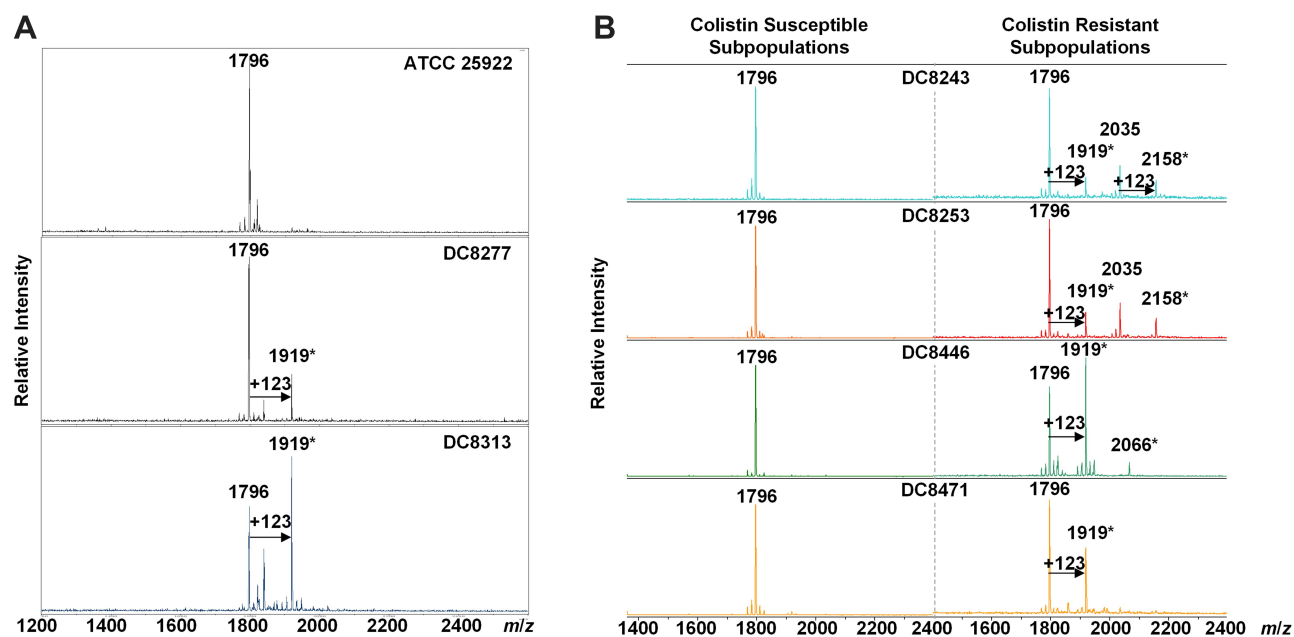 A
1796
ATCC 25922
1796
DC8277
1919*
+123
DC8313
1919*
1796
+123
Relative Intensity
1200 1400 1600 1800 2000 2200 2400 m/z
B
Colistin Susceptible
Subpopulations
Colistin Resistant
Subpopulations
1796
DC8243
1796
2035
1919*
2158*
+123
+123
1796
DC8253
1796
2035
1919*
2158*
+123
1796
DC8446
1919*
1796
+123
2066*
1796
DC8471
1796
1919*
+123
Relative Intensity
1400 1600 1800 2000 2200 2400 1600 1800 2000 2200 2400 m/z